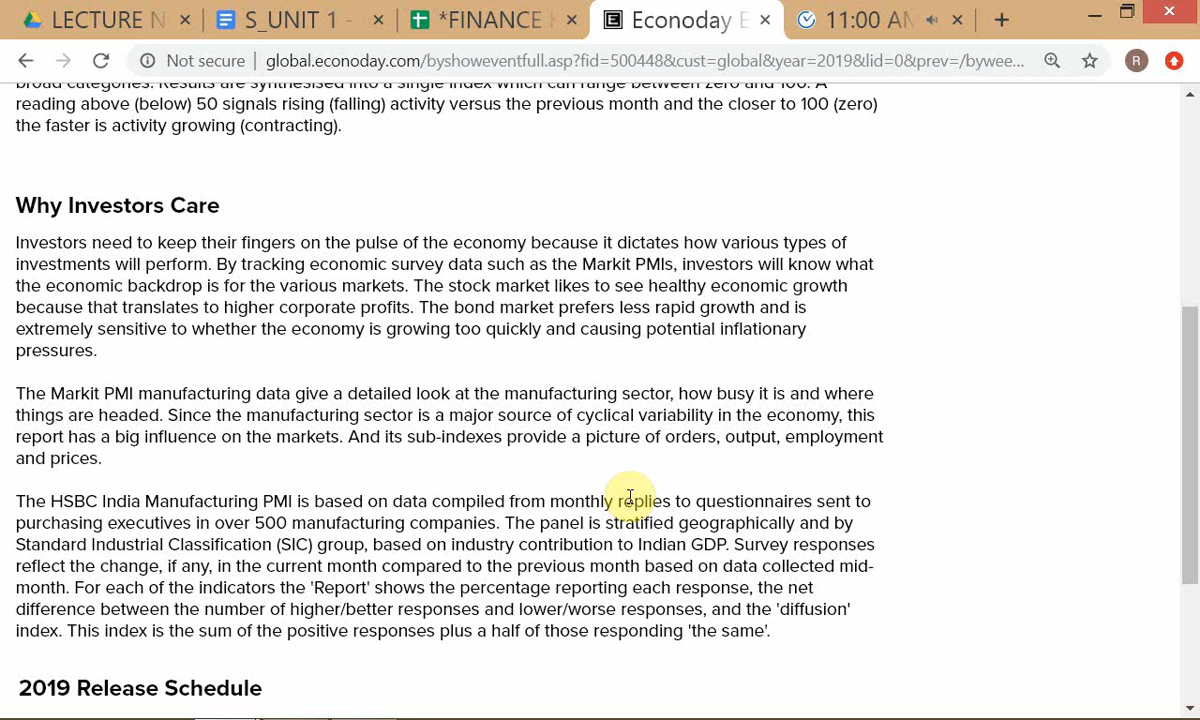 LECTURE N
S_UNIT 1 -
*FINANCE
Econoday E
11:00 AM
Not secure | global.econoday.com/byshoweventfull.asp?fid=500448&cust=global&year=2019&lid=0&prev=/bywee...
R
broad categories. Results are synthesised into a single index which can range between zero and 100. A
reading above (below) 50 signals rising (falling) activity versus the previous month and the closer to 100 (zero)
the faster is activity growing (contracting).
Why Investors Care
Investors need to keep their fingers on the pulse of the economy because it dictates how various types of
investments will perform. By tracking economic survey data such as the Markit PMIs, investors will know what
the economic backdrop is for the various markets. The stock market likes to see healthy economic growth
because that translates to higher corporate profits. The bond market prefers less rapid growth and is
extremely sensitive to whether the economy is growing too quickly and causing potential inflationary
pressures.
The Markit PMI manufacturing data give a detailed look at the manufacturing sector, how busy it is and where
things are headed. Since the manufacturing sector is a major source of cyclical variability in the economy, this
report has a big influence on the markets. And its sub-indexes provide a picture of orders, output, employment
and prices.
The HSBC India Manufacturing PMI is based on data compiled from monthly replies to questionnaires sent to
purchasing executives in over 500 manufacturing companies. The panel is stratified geographically and by
Standard Industrial Classification (SIC) group, based on industry contribution to Indian GDP. Survey responses
reflect the change, if any, in the current month compared to the previous month based on data collected mid-
month. For each of the indicators the 'Report' shows the percentage reporting each response, the net
difference between the number of higher/better responses and lower/worse responses, and the 'diffusion'
index. This index is the sum of the positive responses plus a half of those responding 'the same'.
2019 Release Schedule